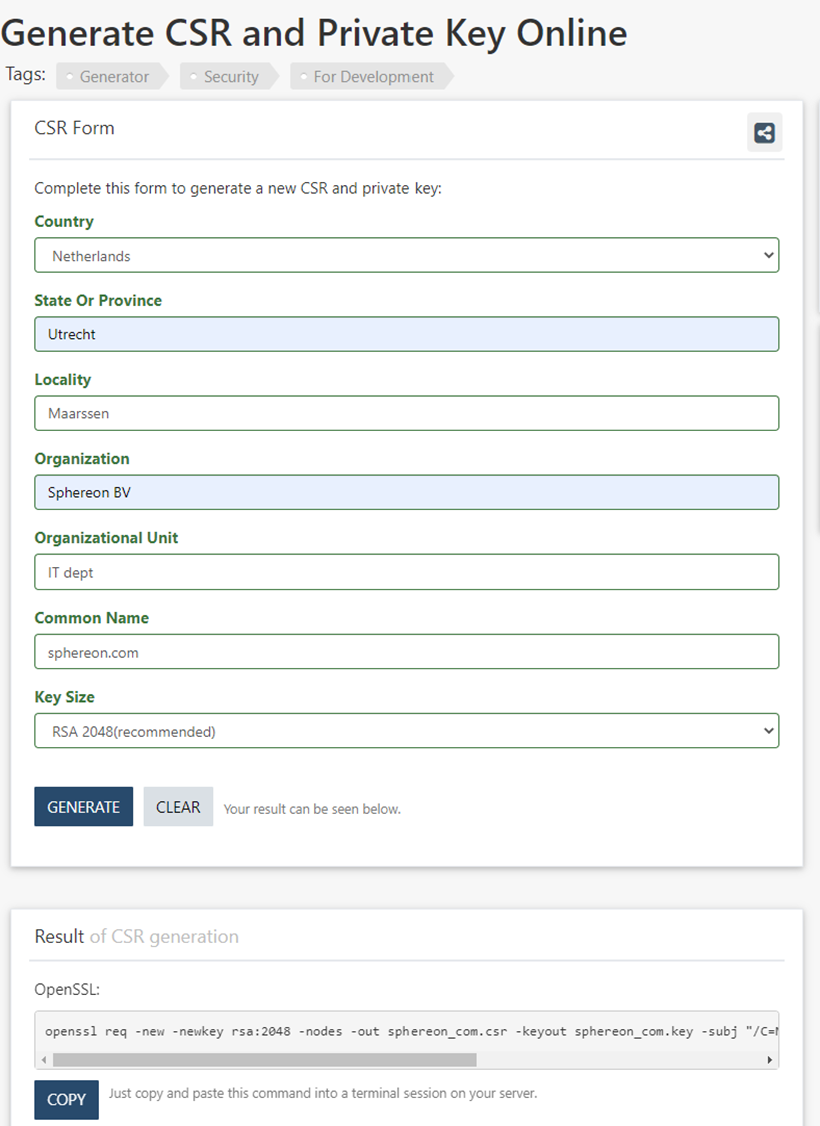 Generate CSR and Private Key Online
Tags: Generator Security For Development
CSR Form
Complete this form to generate a new CSR and private key:
Country
Netherlands
State Or Province
Utrecht
Locality
Maarssen
Organization
Sphereon BV
Organizational Unit
IT dept
Common Name
sphereon.com
Key Size
RSA 2048(recommended)
GENERATE CLEAR Your result can be seen below.
Result of CSR generation
OpenSSL:
openssl req -new -newkey rsa:2048 -nodes -out sphereon_com.csr -keyout sphereon_com.key -subj "/C=
COPY Just copy and paste this command into a terminal session on your server.